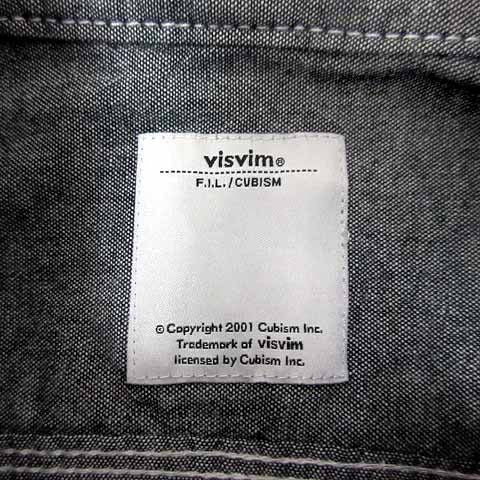 visvim®
F.I.L./CUBISM
© Copyright 2001 Cubism Inc.
Trademark of visvim
licensed by Cubism Inc.